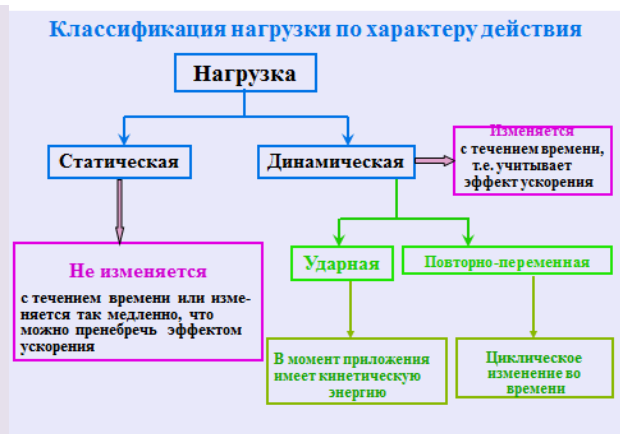 Классификация нагрузки по характеру действия
Нагрузка
Статическая
Динамическая
Изменяется
с течением времени,
т.е. учитывает
эффект ускорения
Не изменяется
с течением времени или изме-
няется так медленно, что
можно пренебречь эффектом
ускорения
Ударная
Повторно-переменная
В момент приложения
имеет кинетическую
энергию
Циклическое
изменение во
времени